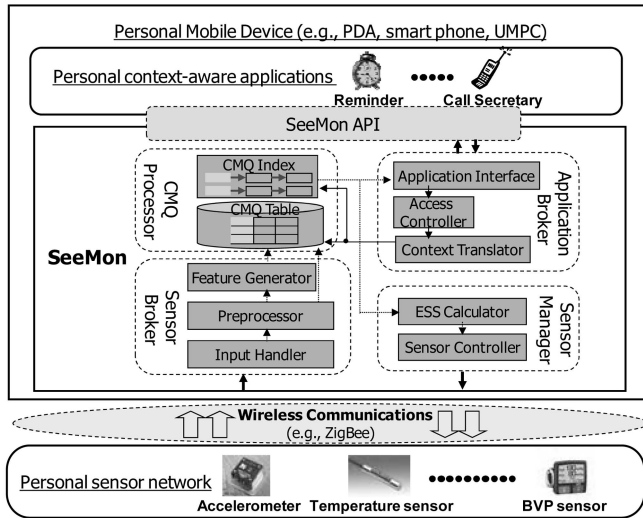 Personal Mobile Device (e.g., PDA, smart phone, UMPC)
Personal context-aware applications
Reminder
Call Secretary
SeeMon API
CMQ Processor
CMQ Index
CMQ Table
Application Interface
Access
Controller
Context Translator
Application
Broker
SeeMon
Sensor
Broker
Feature Generator
Preprocessor
Input Handler
ESS Calculator
Sensor Controller
Sensor
Manager
Wireless Communications
(e.g., ZigBee)
Personal sensor network
Accelerometer
Temperature sensor
BVP sensor